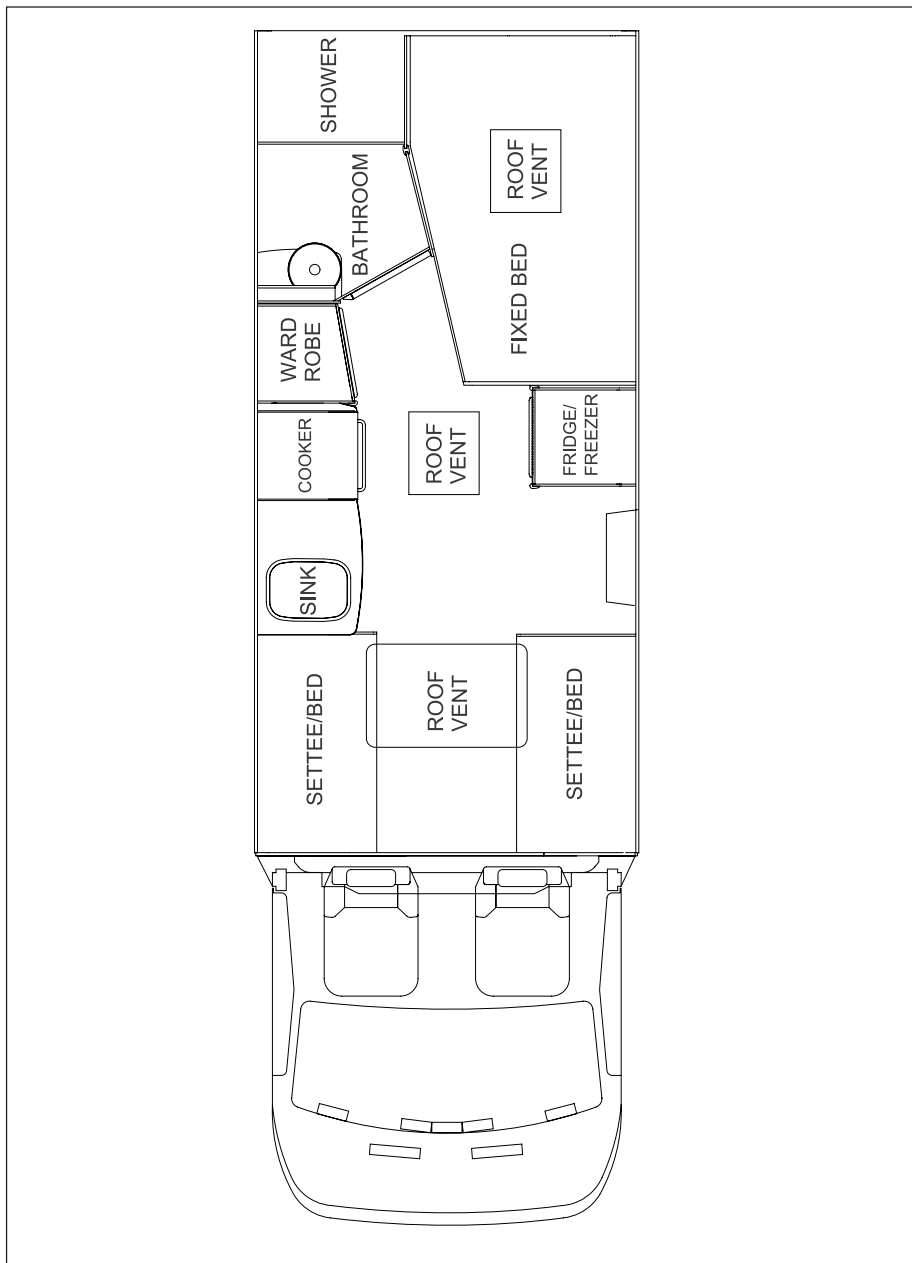 SHOWER
ROOF
VENT
BATHROOM
FIXED BED
WARD
ROBE
COOKER
ROOF
VENT
FRIDGE/
FREEZER
SINK
SETTEE/BED
ROOF
VENT
SETTEE/BED